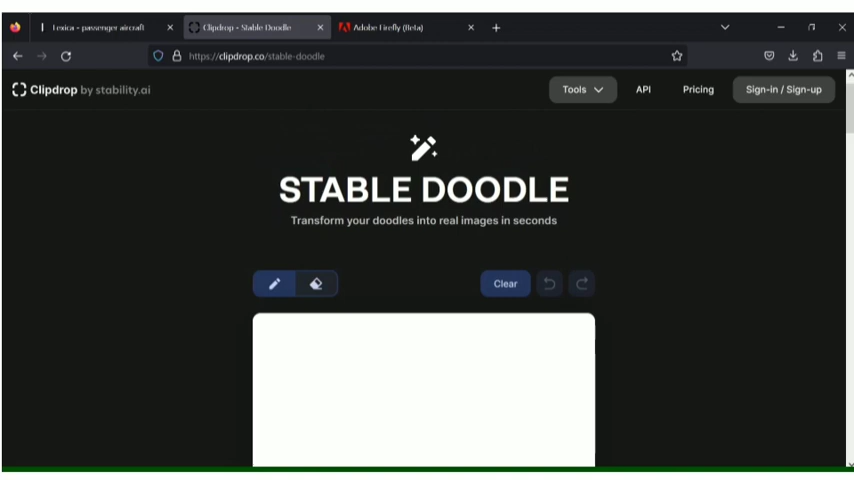 Lexica - passenger aircraft
Clipdrop - Stable Doodle
Adobe Firefly (Beta)
https://clipdrop.co/stable-doodle
Clipdrop by stability.ai
Tools
API
Pricing
Sign-in / Sign-up
STABLE DOODLE
Transform your doodles into real images in seconds
Clear